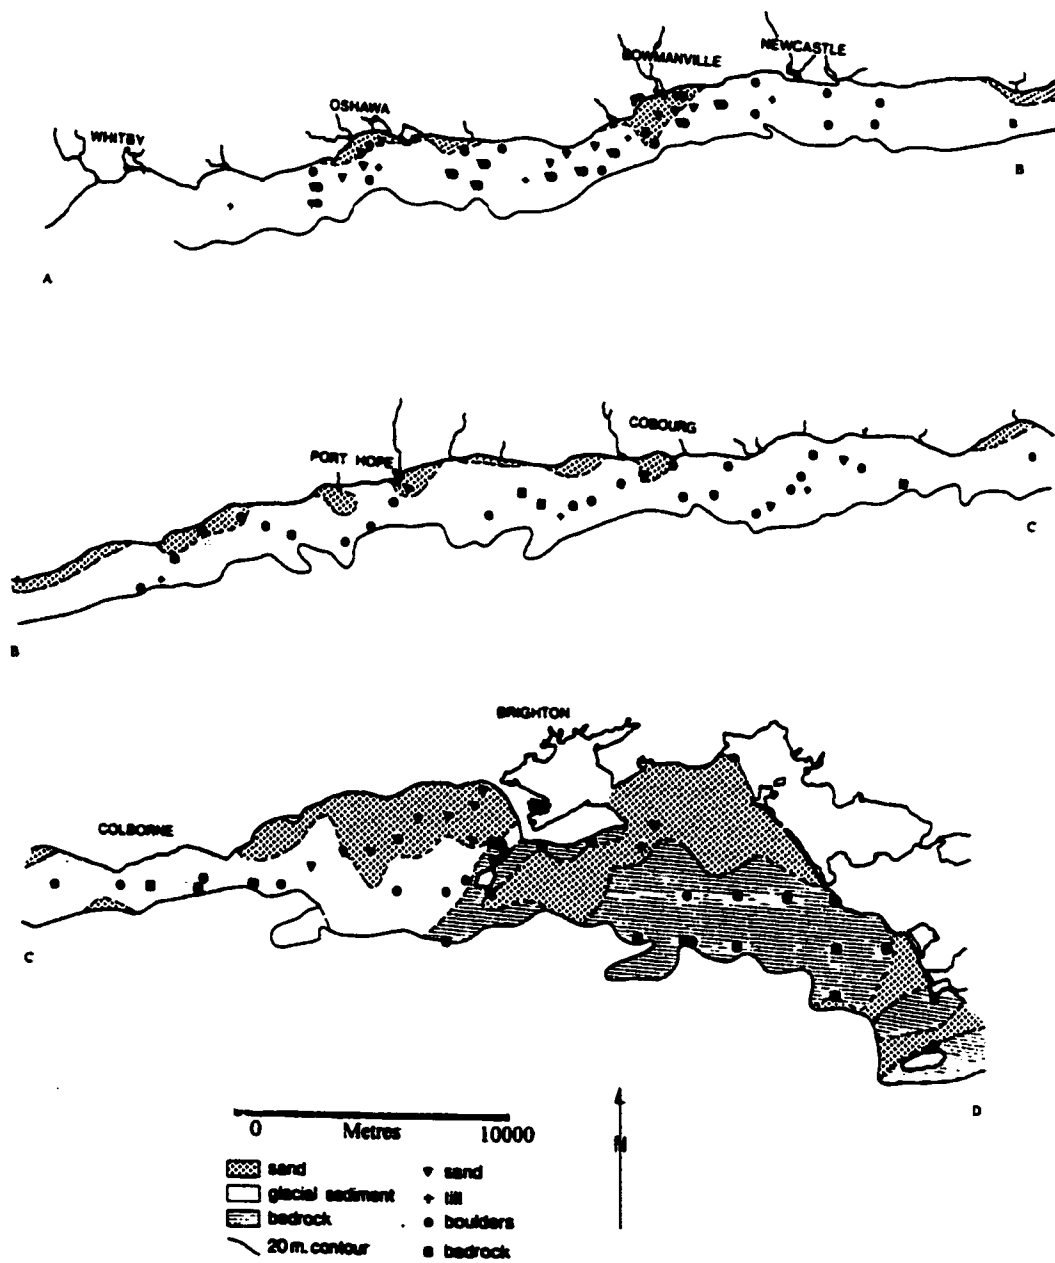 NEWCASTLE
BOWMANVILLE
OSHAWA
WHITBY
B
B
A
COBOURG
PORT HOPE
C
B
BRIGHTON
COLBORNE
C
D
0 Metres 10000
N
sand
glacial sediment
bedrock
20 m. contour
sand
till
boulders
bedrock